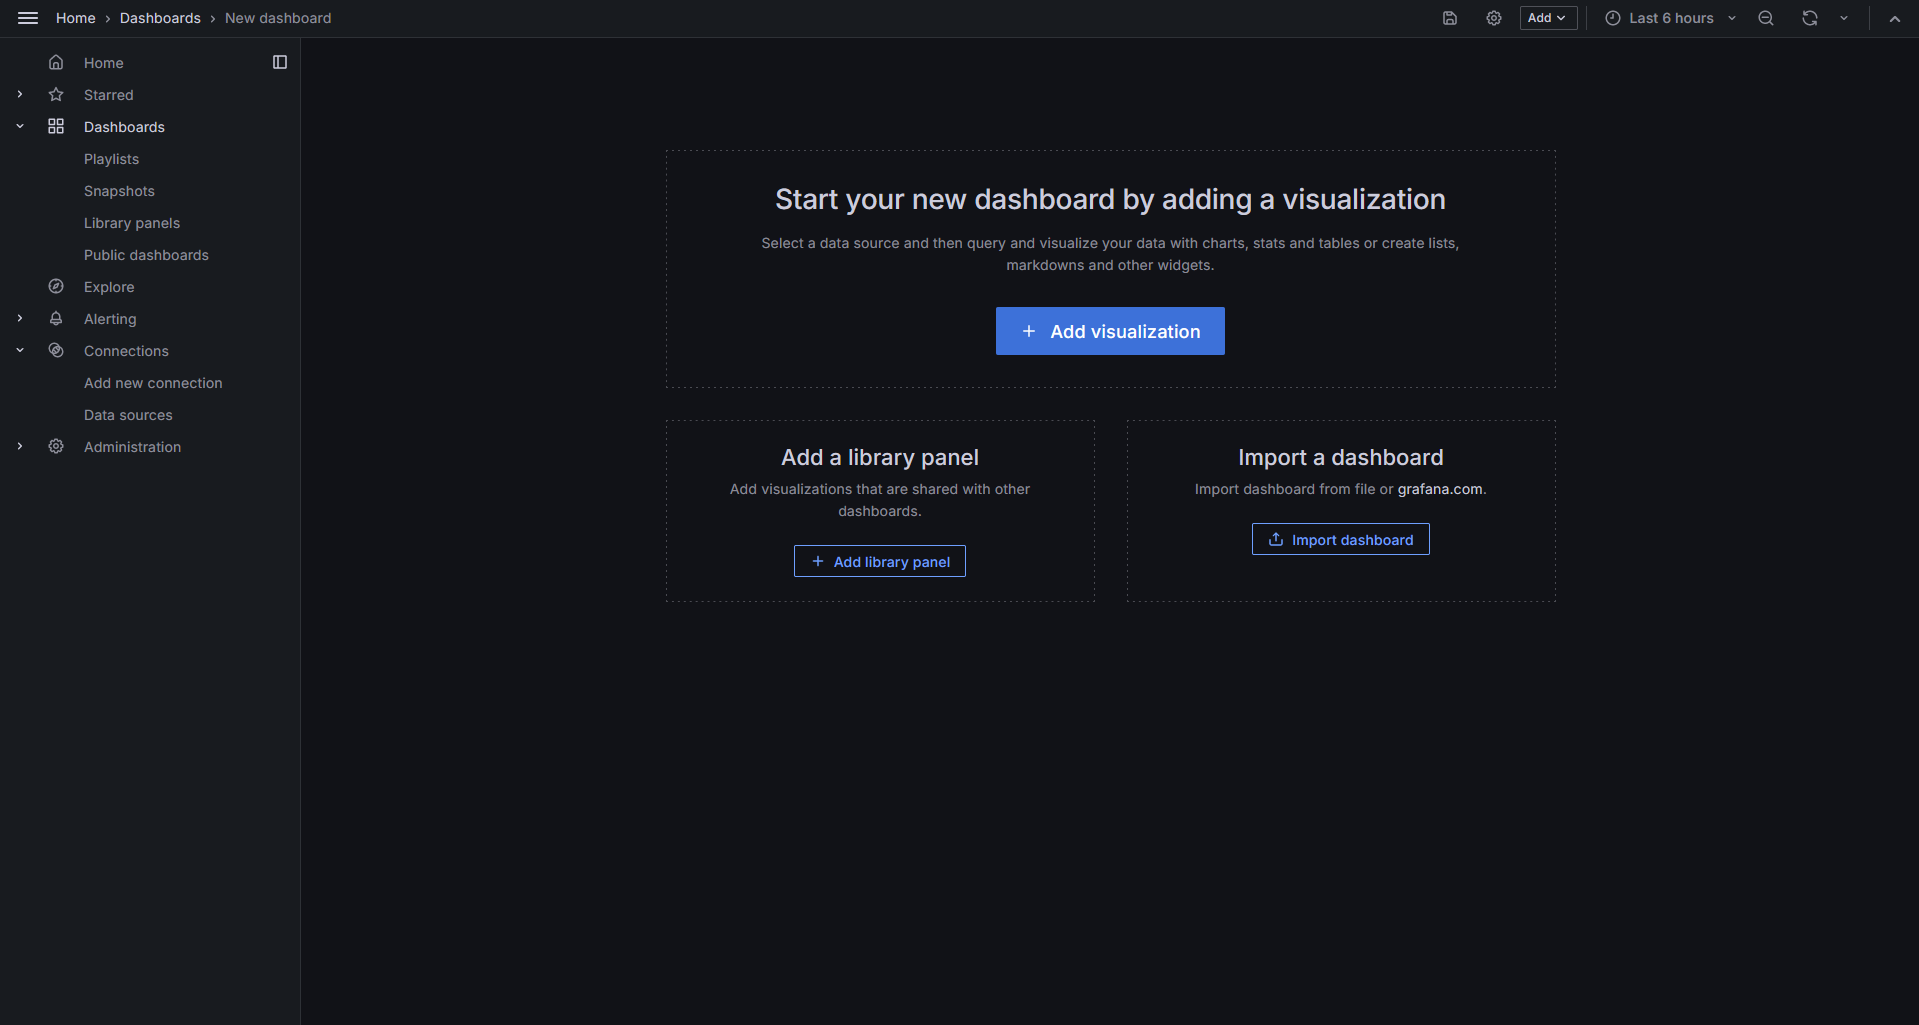 Home › Dashboards › New dashboard
Add
Last 6 hours
Home
Starred
Dashboards
Playlists
Snapshots
Library panels
Public dashboards
Explore
Alerting
Connections
Add new connection
Data sources
Administration
Start your new dashboard by adding a visualization
Select a data source and then query and visualize your data with charts, stats and tables or create lists,
markdowns and other widgets.
+ Add visualization
Add a library panel
Add visualizations that are shared with other
dashboards.
+ Add library panel
Import a dashboard
Import dashboard from file or grafana.com.
Import dashboard